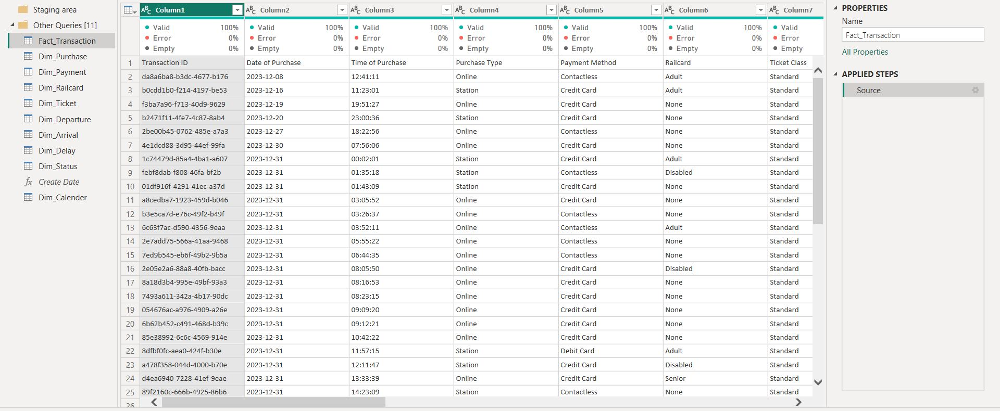 Staging area
Other Queries [11]
Fact_Transaction
Dim_Purchase
Dim_Payment
Dim_Railcard
Dim_Ticket
Dim_Departure
Dim_Arrival
Dim_Delay
Dim_Status
fx Create Date
Dim_Calender
ABC Column1 ABC Column2 ABC Column3 ABC Column4 ABC Column5 ABC Column6 ABC Column7
Valid 100% Valid 100% Valid 100% Valid 100% Valid 100% Valid 100% Valid
Error 0% Error 0% Error 0% Error 0% Error 0% Error 0% Error
Empty 0% Empty 0% Empty 0% Empty 0% Empty 0% Empty 0% Empty
1 Transaction ID Date of Purchase Time of Purchase Purchase Type Payment Method Railcard Ticket Class
2 da8a6ba8-b3dc-4677-b176 2023-12-08 12:41:11 Online Contactless Adult Standard
3 b0cdd1b0-f214-4197-be53 2023-12-16 11:23:01 Station Credit Card Adult Standard
4 f3ba7a96-f713-40d9-9629 2023-12-19 19:51:27 Online Credit Card None Standard
5 b2471f11-4fe7-4c87-8ab4 2023-12-20 23:00:36 Station Credit Card None Standard
6 2be00b45-0762-485e-a7a3 2023-12-27 18:22:56 Online Contactless None Standard
7 4e1dcd88-3d95-44ef-99fa 2023-12-30 07:56:06 Online Credit Card None Standard
8 1c74479d-85a4-4ba1-a607 2023-12-31 00:02:01 Station Credit Card Adult Standard
9 febf8dab-f808-46fa-bf2b 2023-12-31 01:35:18 Station Contactless Disabled Standard
10 01df916f-4291-41ec-a37d 2023-12-31 01:43:09 Station Credit Card None Standard
11 a8cedba7-1923-459d-b046 2023-12-31 03:05:52 Online Credit Card None Standard
12 b3e5ca7d-e76c-49f2-b49f 2023-12-31 03:26:37 Online Contactless None Standard
13 6c63f7ac-d590-4356-9eaa 2023-12-31 03:52:11 Online Contactless Adult Standard
14 2e7add75-566a-41aa-9468 2023-12-31 05:55:22 Online Contactless None Standard
15 7ed9b545-eb6f-49b2-9b5a 2023-12-31 06:44:35 Online Contactless None Standard
16 2e05e2a6-88a8-40fb-bacc 2023-12-31 08:05:50 Online Credit Card Disabled Standard
17 8a18d3b4-995e-49bf-93a3 2023-12-31 08:16:53 Online Credit Card None Standard
18 7493a611-342a-4b17-90dc 2023-12-31 08:23:15 Online Credit Card None Standard
19 054676ac-a976-4909-a26e 2023-12-31 09:09:20 Online Credit Card None Standard
20 6b62b452-c491-468d-b39c 2023-12-31 09:12:21 Online Credit Card None Standard
21 85e38992-6c6c-4569-914e 2023-12-31 10:42:22 Online Credit Card None Standard
22 8dfbf0fc-aea0-424f-b30e 2023-12-31 11:57:15 Station Debit Card Adult Standard
23 a478f358-044d-4000-b70e 2023-12-31 12:11:47 Station Credit Card Disabled Standard
24 d4ea6940-7228-41ef-9eae 2023-12-31 13:33:39 Online Credit Card Senior Standard
25 89f2160c-666b-4925-86b6 2023-12-31 14:23:09 Station Contactless None Standard
26
PROPERTIES
Name
Fact_Transaction
All Properties
APPLIED STEPS
Source